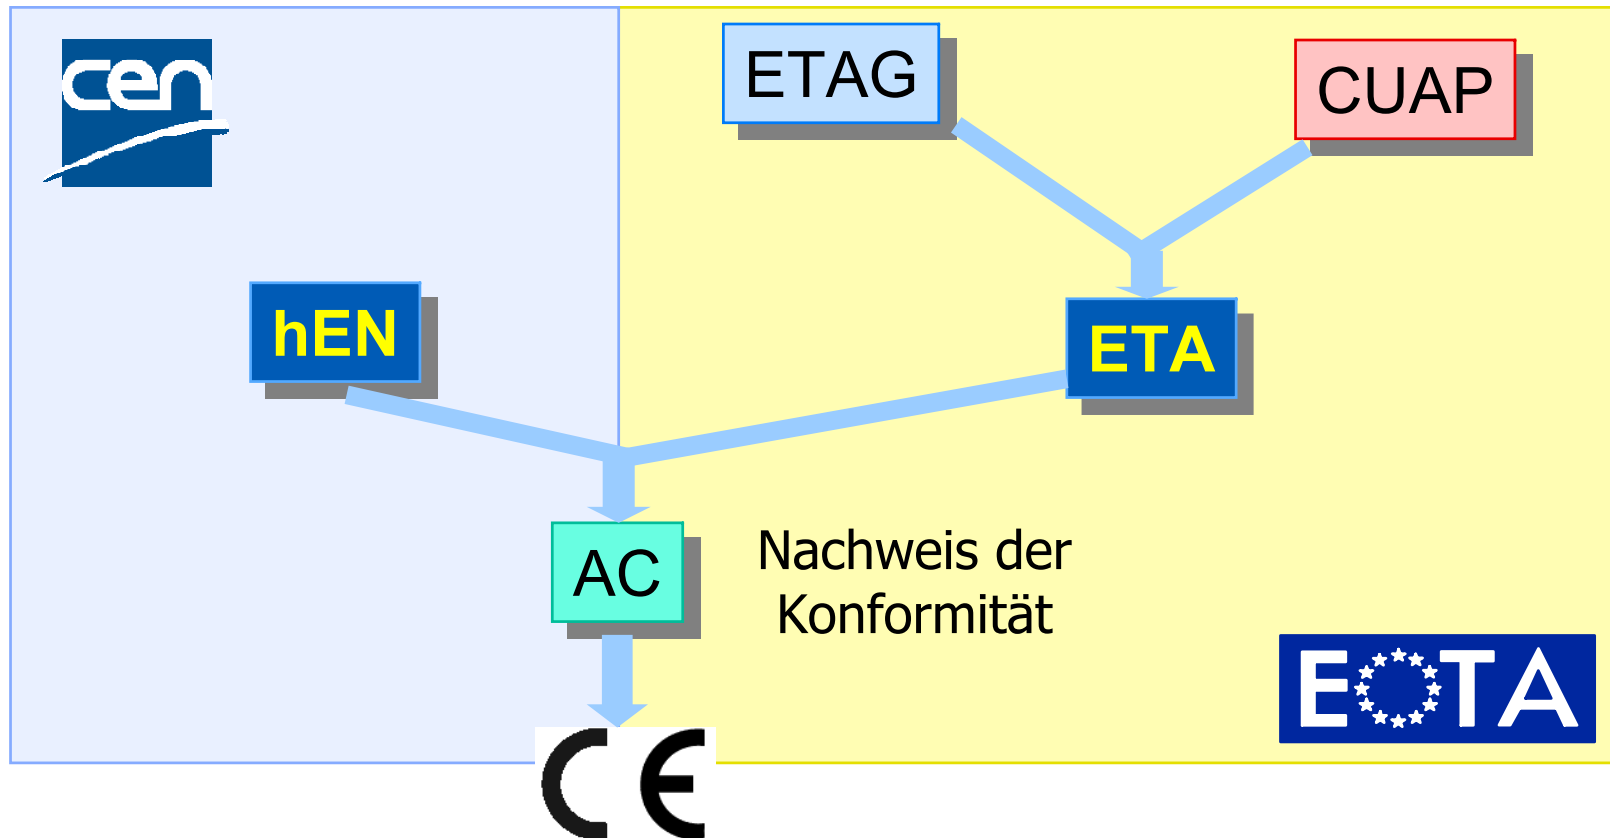 cen
ETAG
CUAP
hEN
ETA
AC
Nachweis der
Konformität
EOTA
CE